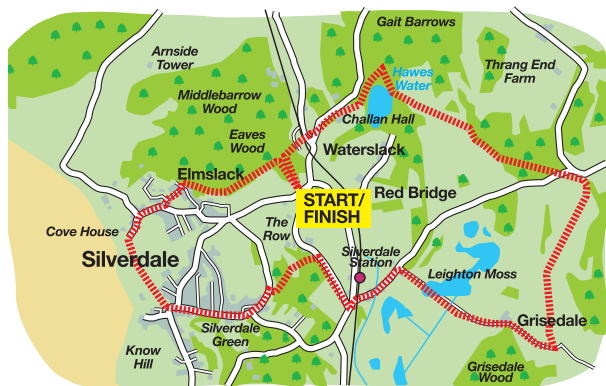 Gait Barrows
Arnside
Tower
Thrang End
Farm
Hawes
Water
Middlebarrow
Wood
Challan Hall
Eaves
Wood
Waterslack
Elmslack
Red Bridge
START/
FINISH
Cove House
The
Row
Silverdale
Silverdale
Station
Leighton Moss
Grisedale
Silverdale
Green
Know
Hill
Grisedale
Wood